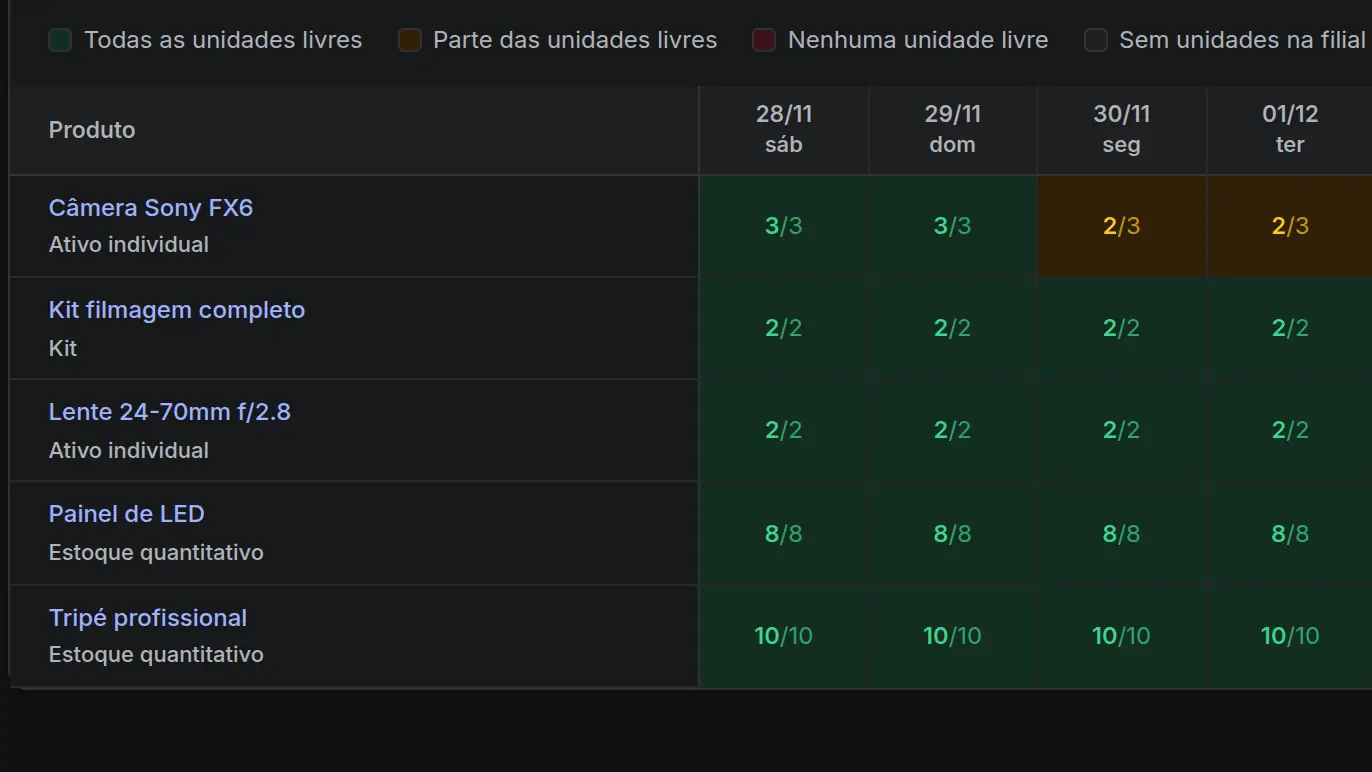 Todas as unidades livres Parte das unidades livres Nenhuma unidade livre Sem unidades na filial
Produto 28/11 29/11 30/11 01/12
sáb dom seg ter
Câmera Sony FX6
Ativo individual
3/3 3/3 2/3 2/3
Kit filmagem completo
Kit
2/2 2/2 2/2 2/2
Lente 24-70mm f/2.8
Ativo individual
2/2 2/2 2/2 2/2
Painel de LED
Estoque quantitativo
8/8 8/8 8/8 8/8
Tripé profissional
Estoque quantitativo
10/10 10/10 10/10 10/10